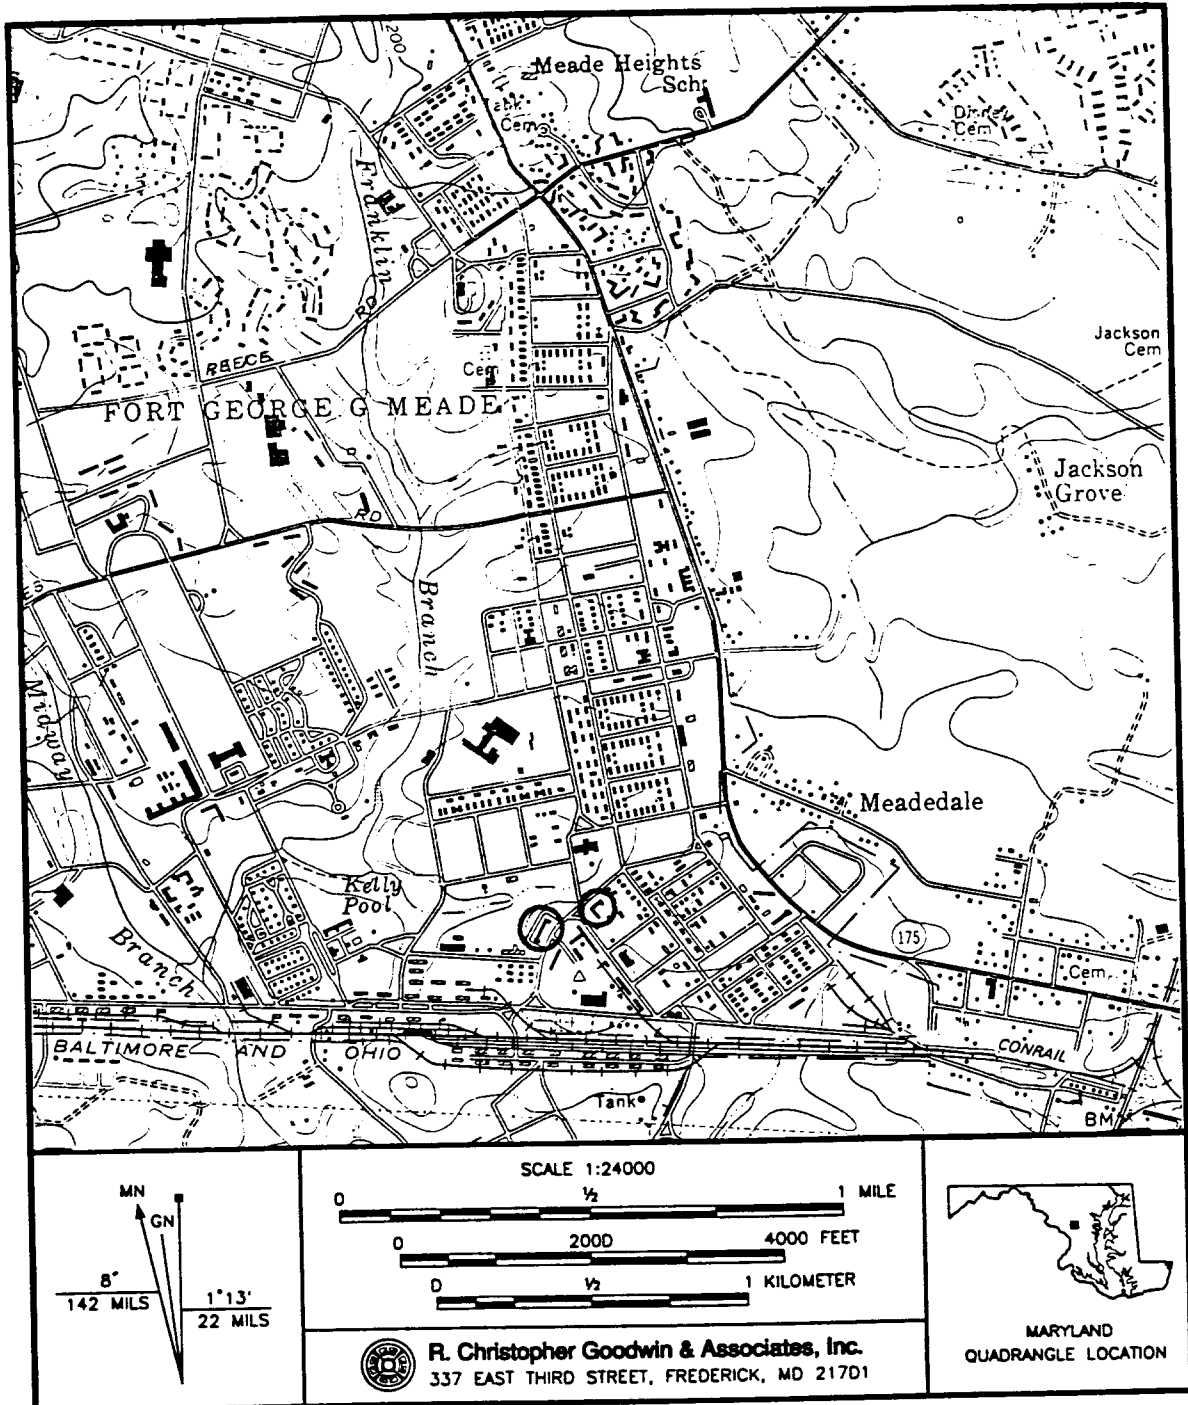 200
Meade Heights
Sch
Tank
Cem
Cem
Franklin
RD
REECE
Cem
Jackson
Cem
FORT GEORGE G MEADE
Jackson
Grove
RD
Branch
Midway
Meadedale
Kelly
Pool
Branch
175
Cem
BALTIMORE AND OHIO
CONRAIL
Tank
BM
MN
GN
8°
142 MILS
1°13'
22 MILS
SCALE 1:24000
0 ½ 1 MILE
0 2000 4000 FEET
0 ½ 1 KILOMETER
R. Christopher Goodwin & Associates, Inc.
337 EAST THIRD STREET, FREDERICK, MD 21701
MARYLAND
QUADRANGLE LOCATION